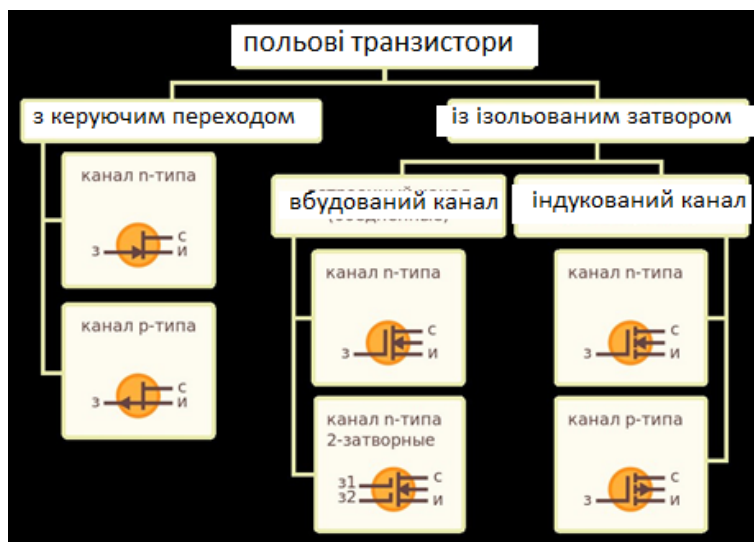 польові транзистори
з керуючим переходом
із ізольованим затвором
канал n-типа
з
с
и
канал p-типа
з
с
и
вбудований канал
індукований канал
канал n-типа
з
с
и
канал n-типа
2-затворные
з1
з2
с
и
канал n-типа
з
с
и
канал p-типа
з
с
и